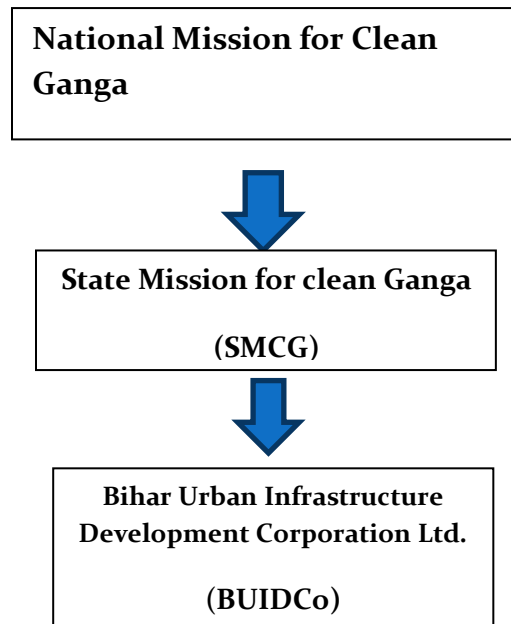 National Mission for Clean
Ganga
State Mission for clean Ganga
(SMCG)
Bihar Urban Infrastructure
Development Corporation Ltd.
(BUIDCo)